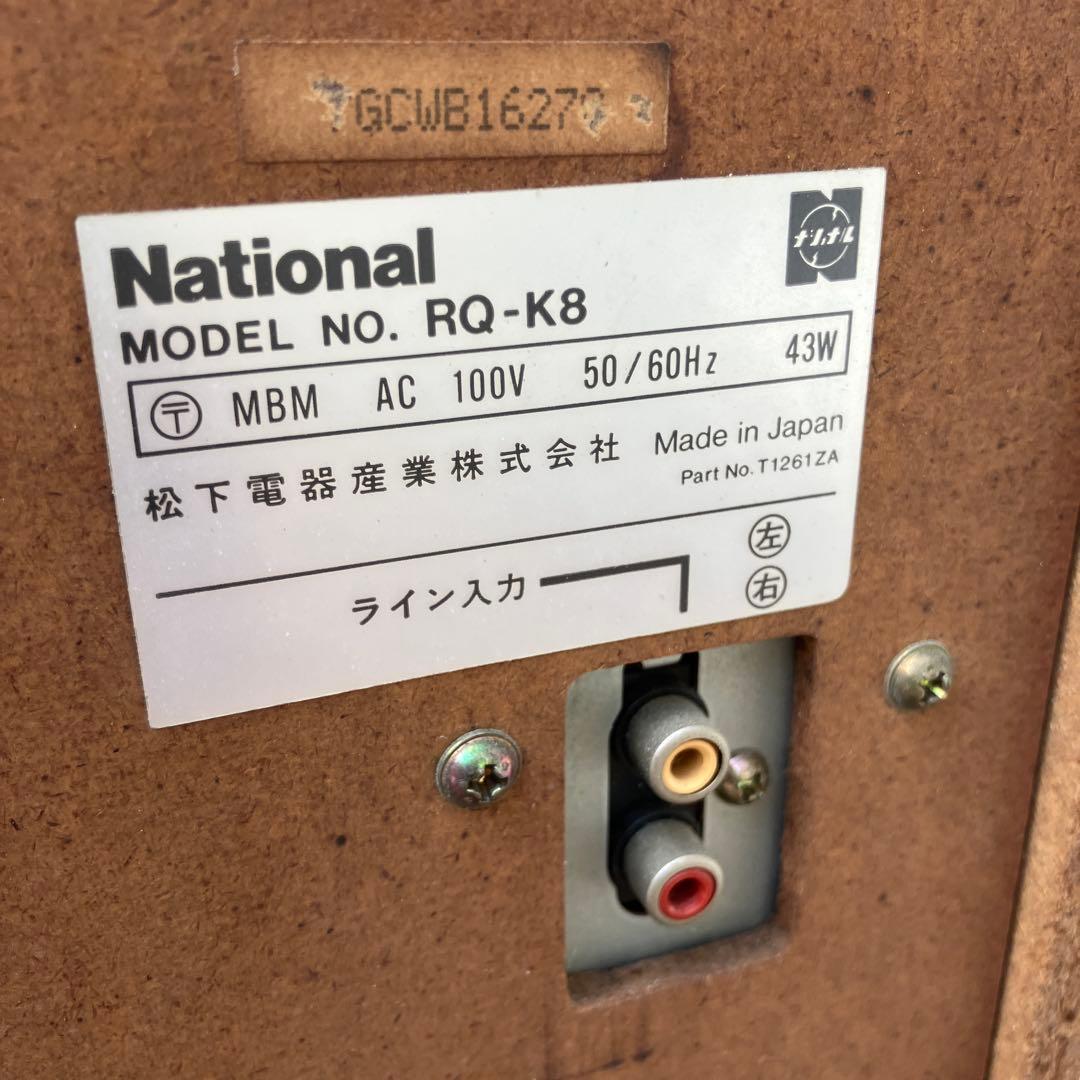 GCWB1627
National
ナショナル
MODEL NO. RQ-K8
〒 MBM AC 100V 50/60Hz 43W
松下電器産業株式会社 Made in Japan
Part No. T1261ZA
左
ライン入力
右